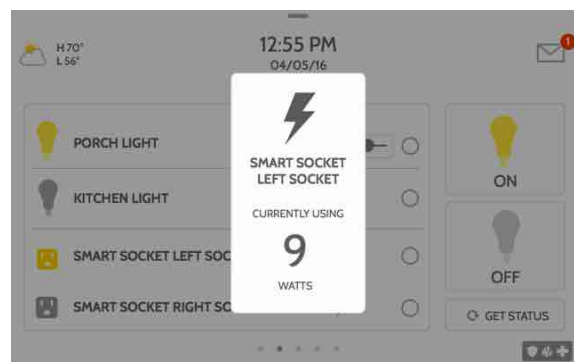 H 70°
L 56°
12:55 PM
04/05/16
1
PORCH LIGHT
KITCHEN LIGHT
SMART SOCKET LEFT SOC
SMART SOCKET RIGHT SO
SMART SOCKET
LEFT SOCKET
CURRENTLY USING
9
WATTS
ON
OFF
GET STATUS